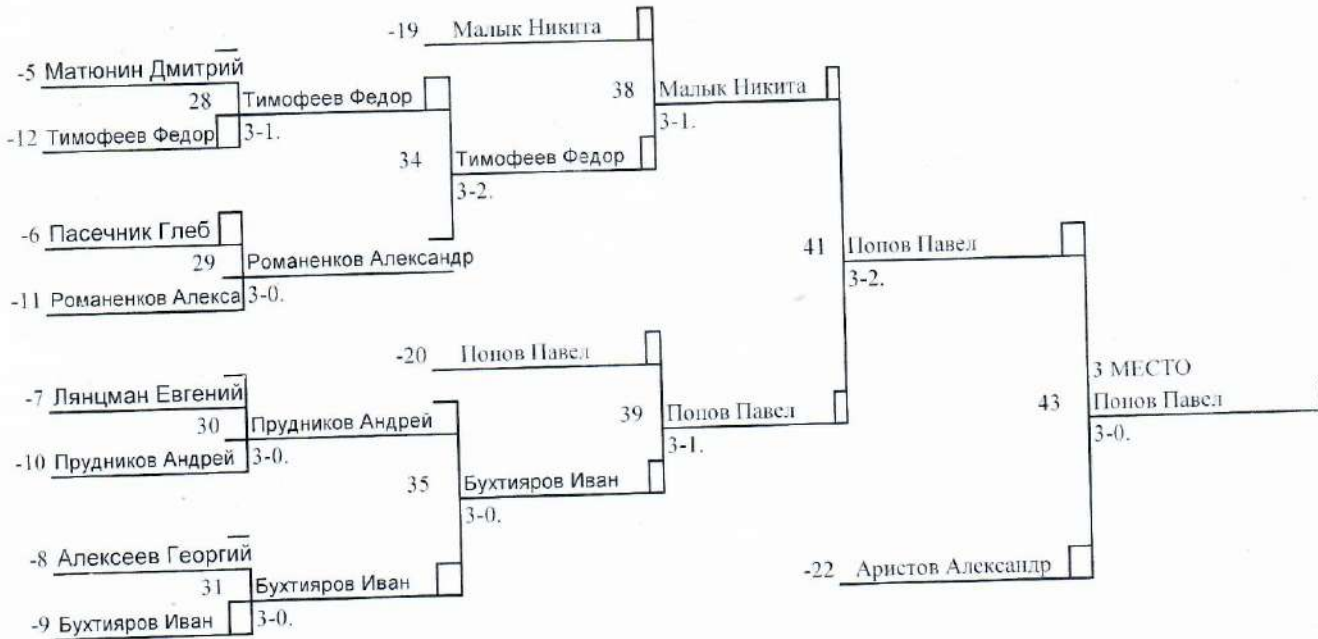 -19 Малык Никита
-5 Матюнин Дмитрий
28 Тимофеев Федор
38 Малык Никита
-12 Тимофеев Федор 3-1.
3-1.
34 Тимофеев Федор
3-2.
-6 Пасечник Глеб
29 Романенков Александр
41 Попов Павел
-11 Романенков Алекса 3-0.
3-2.
-20 Попов Павел
-7 Лянцман Евгений
3 МЕСТО
30 Прудников Андрей
39 Попов Павел
43 Попов Павел
-10 Прудников Андрей 3-0.
3-1.
3-0.
35 Бухтияров Иван
3-0.
-8 Алексеев Георгий
31 Бухтияров Иван
-22 Аристов Александр
-9 Бухтияров Иван 3-0.